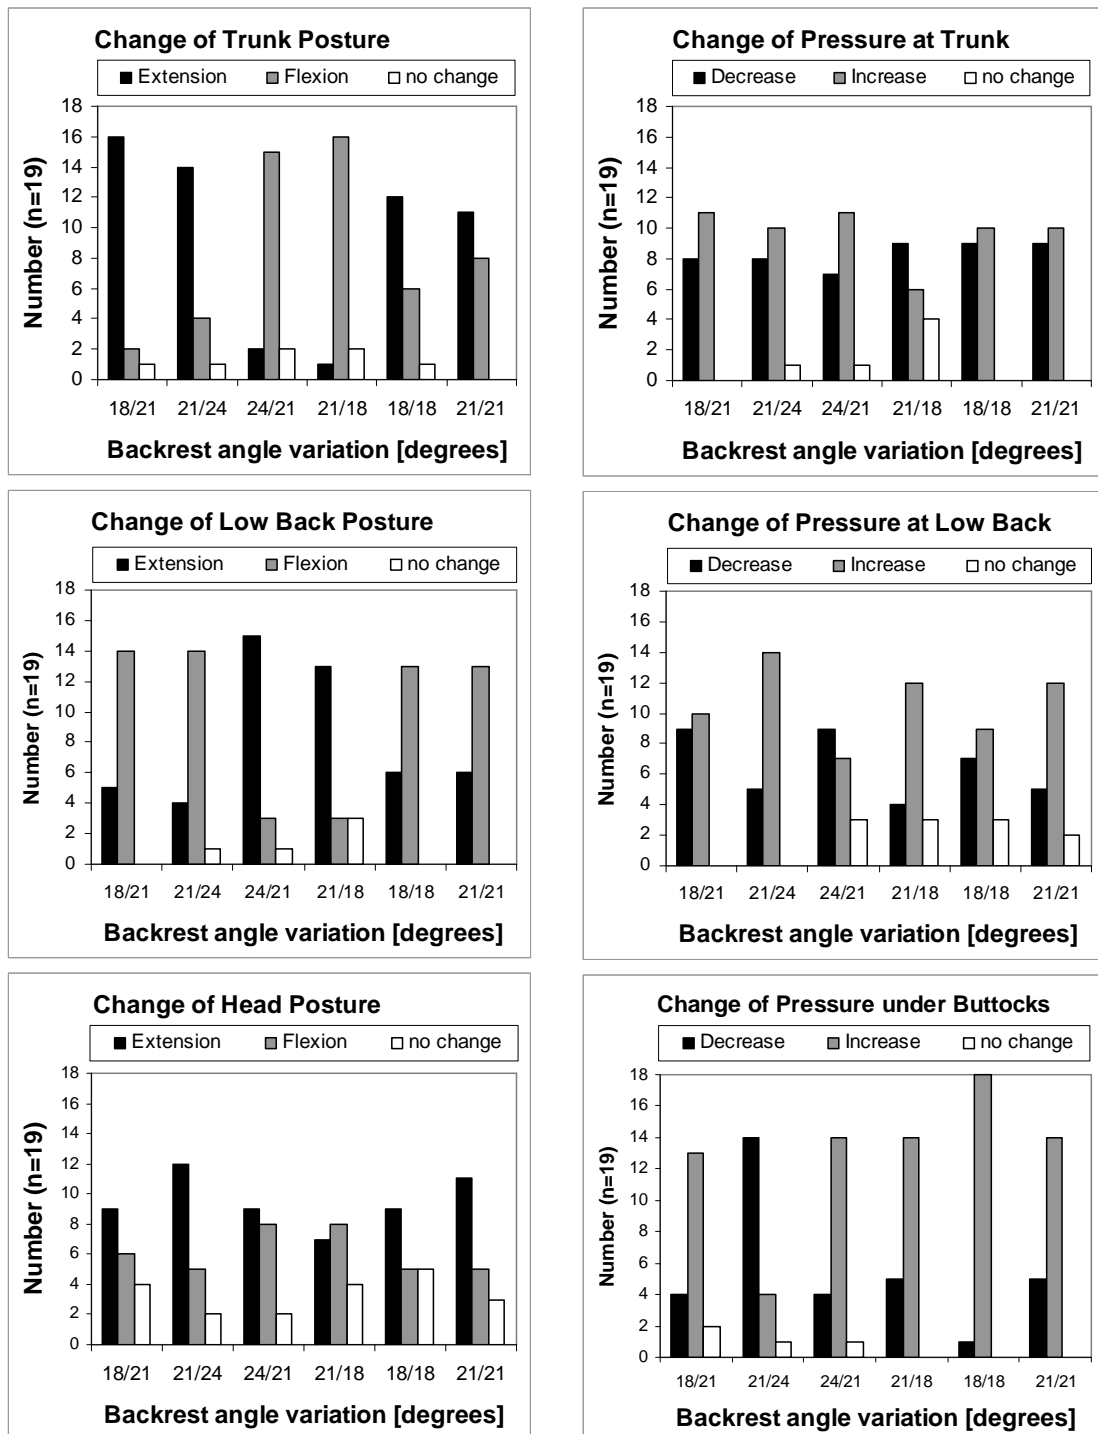 Change of Trunk Posture
Extension Flexion no change
18
16
14
12
10
8
6
4
2
0
Number (n=19)
18/21 21/24 24/21 21/18 18/18 21/21
Backrest angle variation [degrees]
Change of Pressure at Trunk
Decrease Increase no change
18
16
14
12
10
8
6
4
2
0
Number (n=19)
18/21 21/24 24/21 21/18 18/18 21/21
Backrest angle variation [degrees]
Change of Low Back Posture
Extension Flexion no change
18
16
14
12
10
8
6
4
2
0
Number (n=19)
18/21 21/24 24/21 21/18 18/18 21/21
Backrest angle variation [degrees]
Change of Pressure at Low Back
Decrease Increase no change
18
16
14
12
10
8
6
4
2
0
Number (n=19)
18/21 21/24 24/21 21/18 18/18 21/21
Backrest angle variation [degrees]
Change of Head Posture
Extension Flexion no change
18
16
14
12
10
8
6
4
2
0
Number (n=19)
18/21 21/24 24/21 21/18 18/18 21/21
Backrest angle variation [degrees]
Change of Pressure under Buttocks
Decrease Increase no change
18
16
14
12
10
8
6
4
2
0
Number (n=19)
18/21 21/24 24/21 21/18 18/18 21/21
Backrest angle variation [degrees]